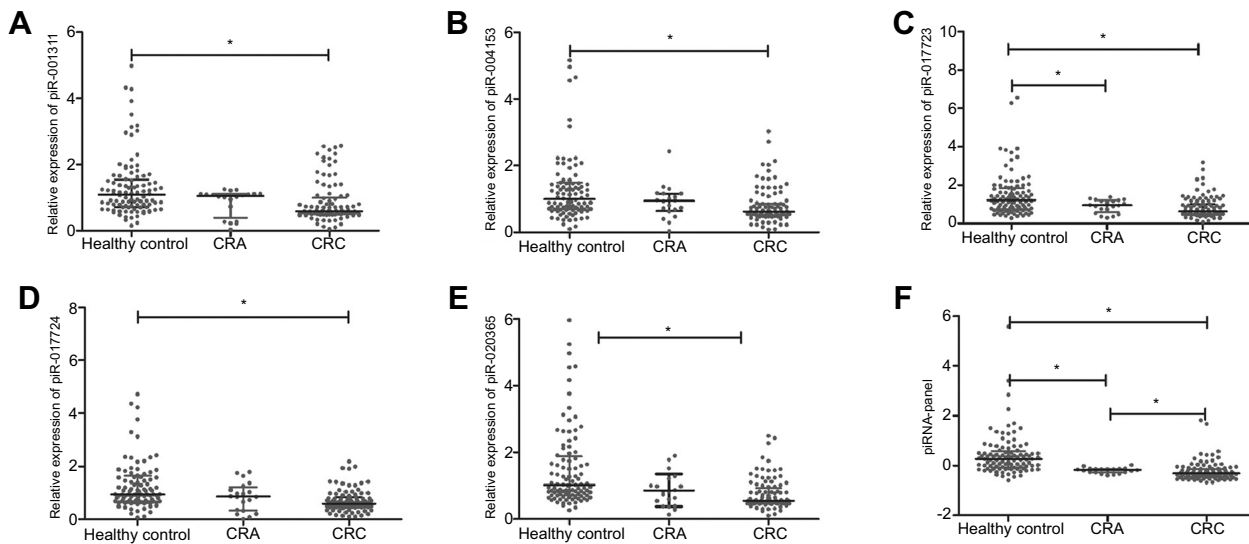 A
Relative expression of piR-001311
6
4
2
0
*
Healthy control CRA CRC
B
Relative expression of piR-004153
6
4
2
0
*
Healthy control CRA CRC
C
Relative expression of piR-017723
10
8
6
4
2
0
*
*
Healthy control CRA CRC
D
Relative expression of piR-017724
8
6
4
2
0
*
Healthy control CRA CRC
E
Relative expression of piR-020365
6
4
2
0
*
Healthy control CRA CRC
F
piRNA-panel
6
4
2
0
-2
*
*
*
Healthy control CRA CRC